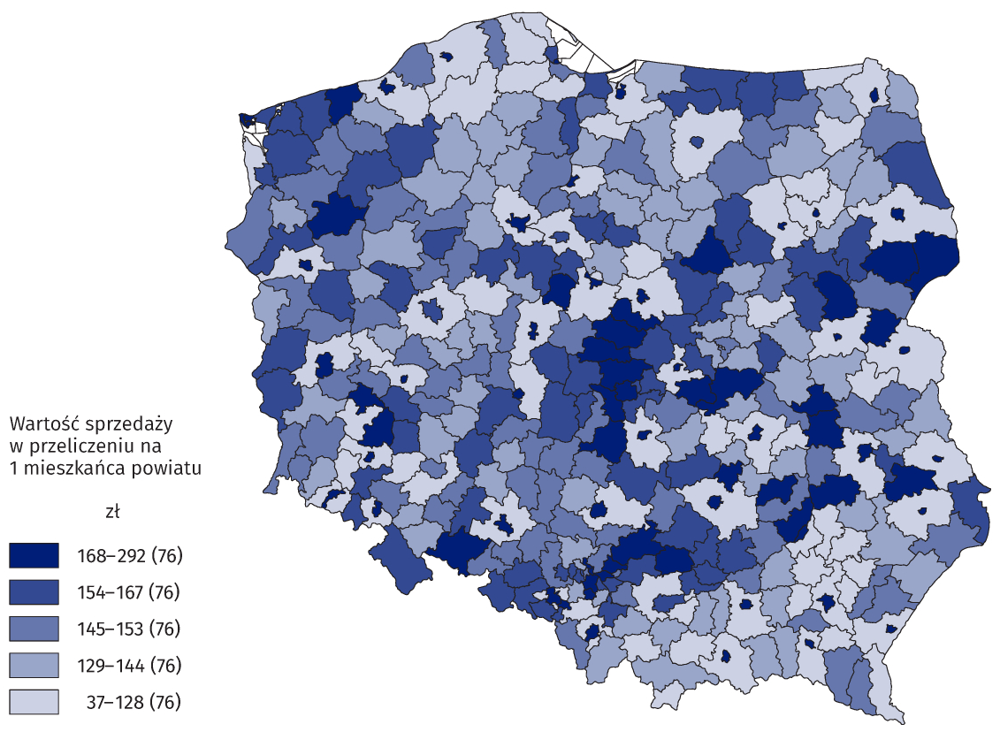 Wartość sprzedaży
w przeliczeniu na
1 mieszkańca powiatu
zł
168–292 (76)
154–167 (76)
145–153 (76)
129–144 (76)
37–128 (76)